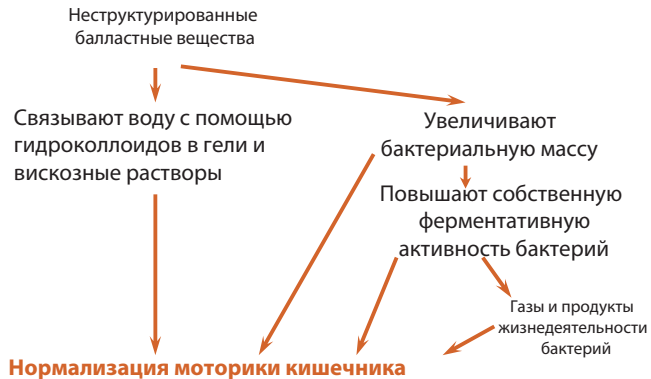 Неструктурированные
балластные вещества
Связывают воду с помощью
гидроколлоидов в гели и
вискозные растворы
Увеличивают
бактериальную массу
Повышают собственную
ферментативную
активность бактерий
Газы и продукты
жизнедеятельности
бактерий
Нормализация моторики кишечника